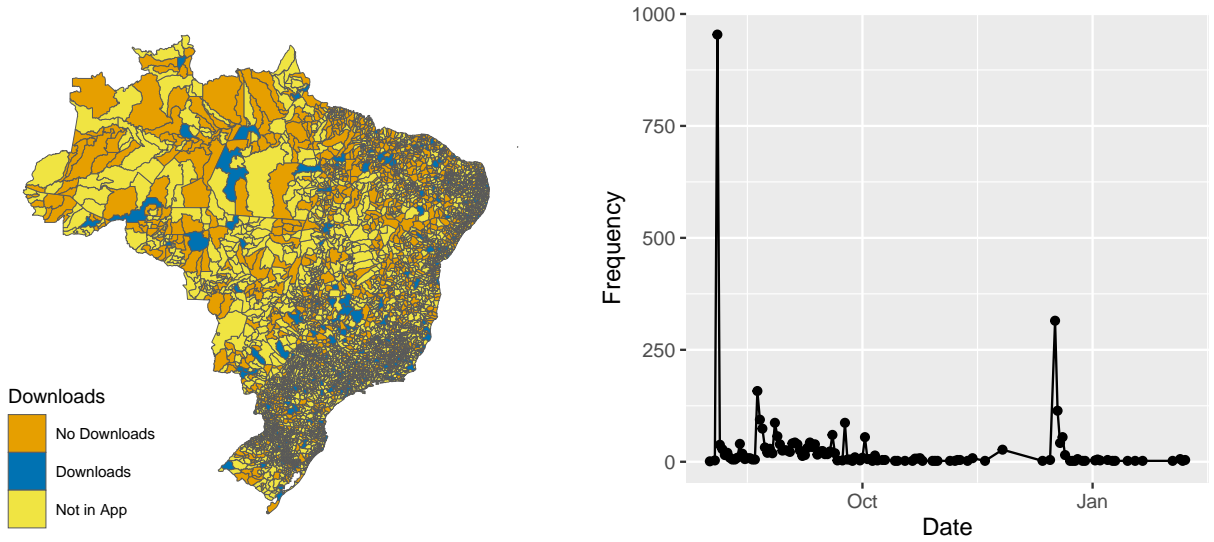 Downloads
No Downloads
Downloads
Not in App
1000
750
500
250
0
Frequency
Oct
Jan
Date